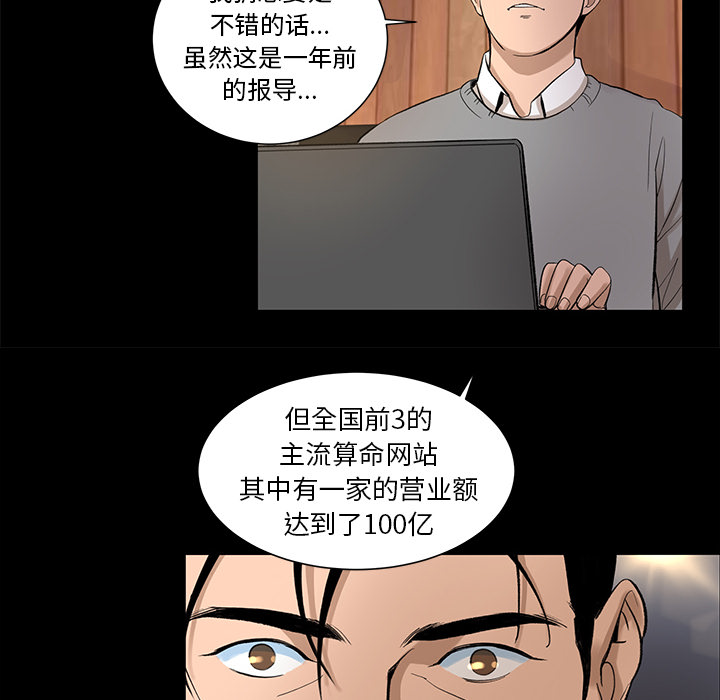 不错的话...
虽然这是一年前
的报导...
但全国前3的
主流算命网站
其中有一家的营业额
达到了100亿